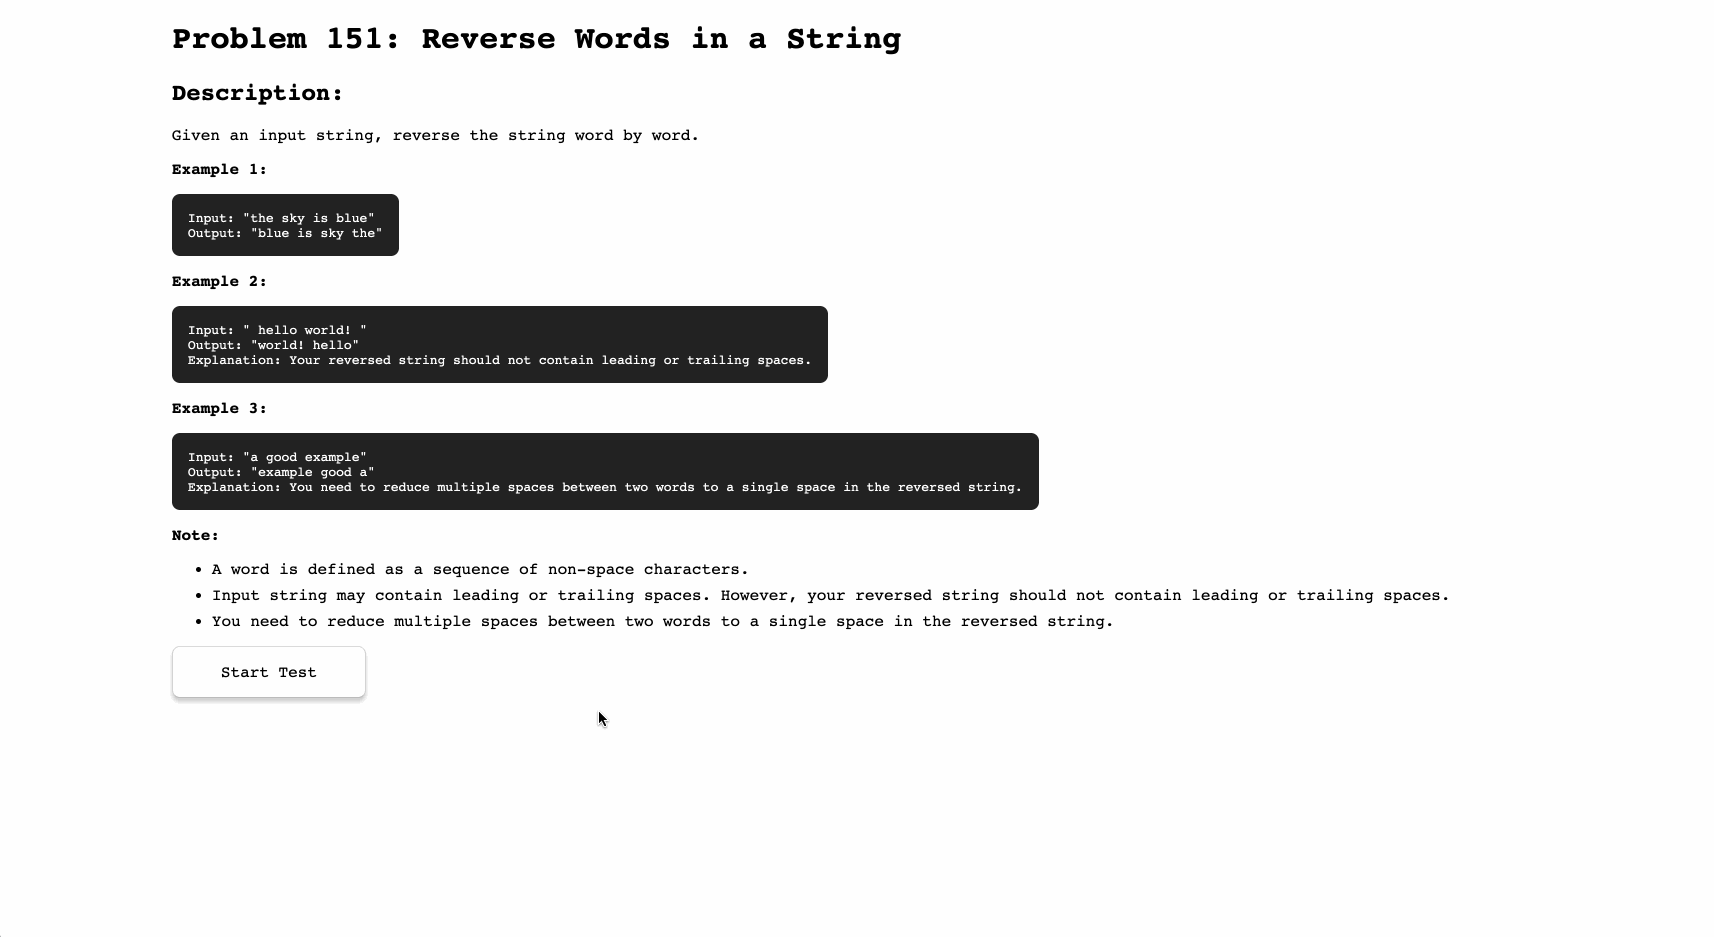 Problem 151: Reverse Words in a String
Description:
Given an input string, reverse the string word by word.
Example 1:
Input: "the sky is blue"
Output: "blue is sky the"
Example 2:
Input: " hello world! "
Output: "world! hello"
Explanation: Your reversed string should not contain leading or trailing spaces.
Example 3:
Input: "a good example"
Output: "example good a"
Explanation: You need to reduce multiple spaces between two words to a single space in the reversed string.
Note:
• A word is defined as a sequence of non-space characters.
• Input string may contain leading or trailing spaces. However, your reversed string should not contain leading or trailing spaces.
• You need to reduce multiple spaces between two words to a single space in the reversed string.
Start Test